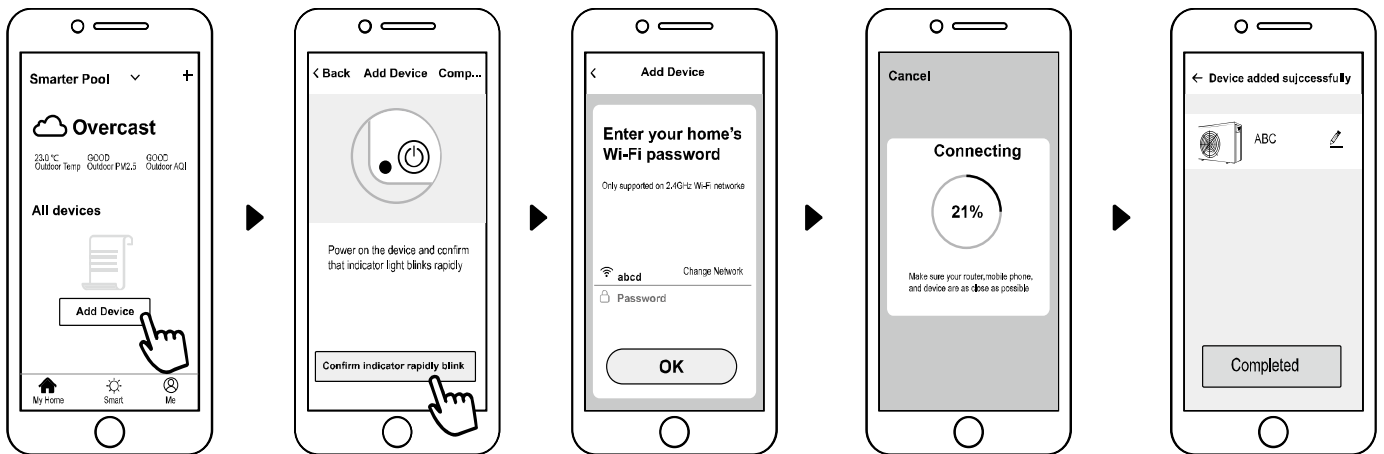 Smarter Pool +
Overcast
23.0 °C GOOD GOOD
Outdoor Temp Outdoor PM2.5 Outdoor AQI
All devices
Add Device
My Home Smart Me
< Back Add Device Comp...
Power on the device and confirm
that indicator light blinks rapidly
Confirm indicator rapidly blink
< Add Device
Enter your home's
Wi-Fi password
Only supported on 2.4GHz Wi-Fi networke
abcd Change Network
Password
OK
Cancel
Connecting
21%
Make sure your router,mobile phone,
and device are as close as possible
← Device added sujccessfully
ABC
Completed